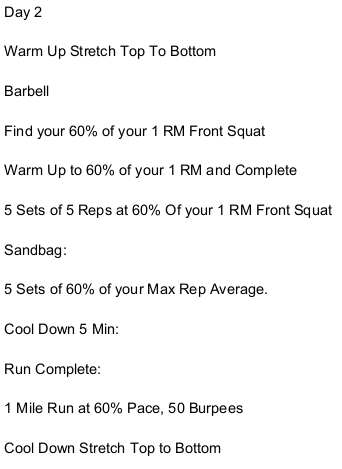 Day 2
Warm Up Stretch Top To Bottom
Barbell
Find your 60% of your 1 RM Front Squat
Warm Up to 60% of your 1 RM and Complete
5 Sets of 5 Reps at 60% Of your 1 RM Front Squat
Sandbag:
5 Sets of 60% of your Max Rep Average.
Cool Down 5 Min:
Run Complete:
1 Mile Run at 60% Pace, 50 Burpees
Cool Down Stretch Top to Bottom